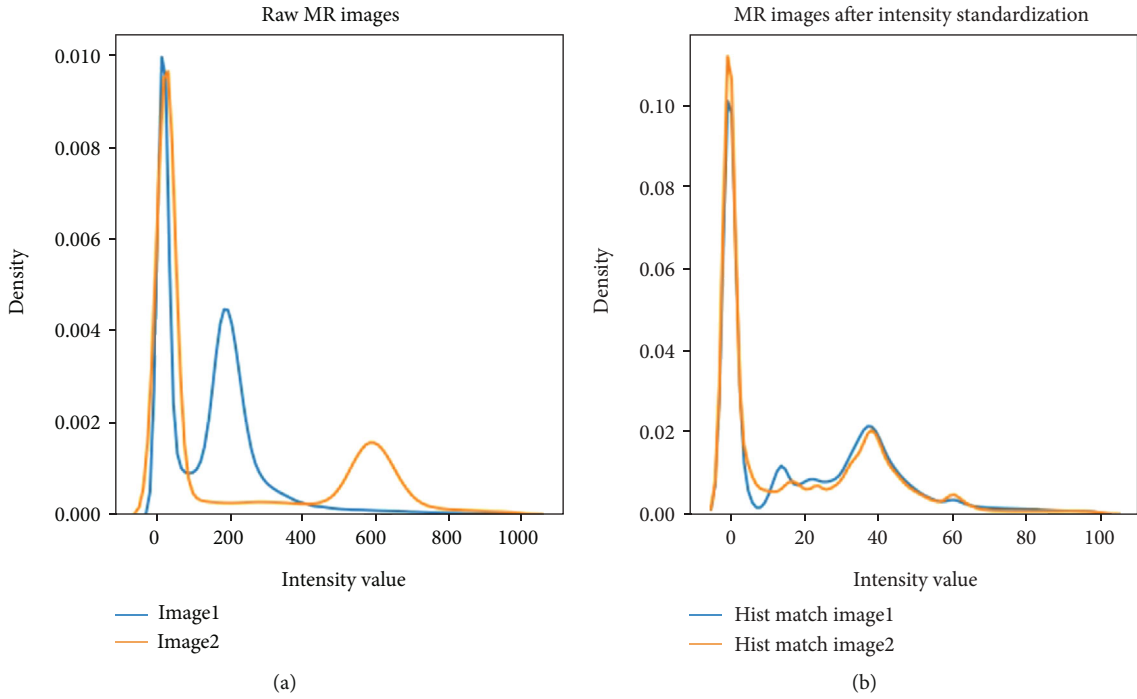 Raw MR images
0.010
0.008
0.006
0.004
0.002
0.000
Density
0 200 400 600 800 1000
Intensity value
Image1
Image2
(a)
MR images after intensity standardization
0.10
0.08
0.06
0.04
0.02
0.00
Density
0 20 40 60 80 100
Intensity value
Hist match image1
Hist match image2
(b)